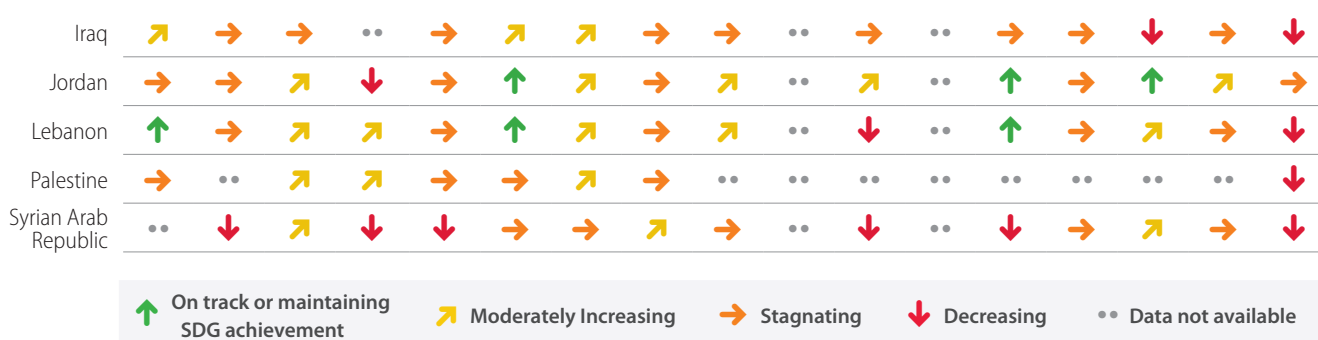 Iraq
Jordan
Lebanon
Palestine
Syrian Arab
Republic
On track or maintaining
SDG achievement
Moderately Increasing
Stagnating
Decreasing
Data not available